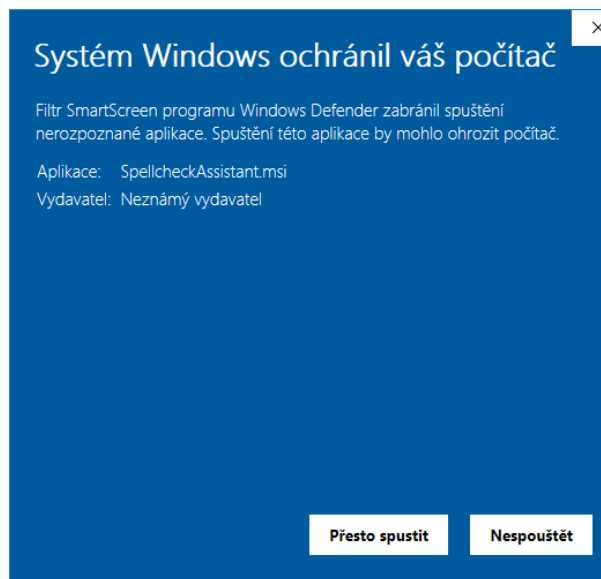 Systém Windows ochránil váš počítač
Filtr SmartScreen programu Windows Defender zabránil spuštění
nerozpoznané aplikace. Spuštění této aplikace by mohlo ohrozit počítač.
Aplikace: SpellcheckAssistant.msi
Vydavatel: Neznámý vydavatel
Přesto spustit Nespouštět